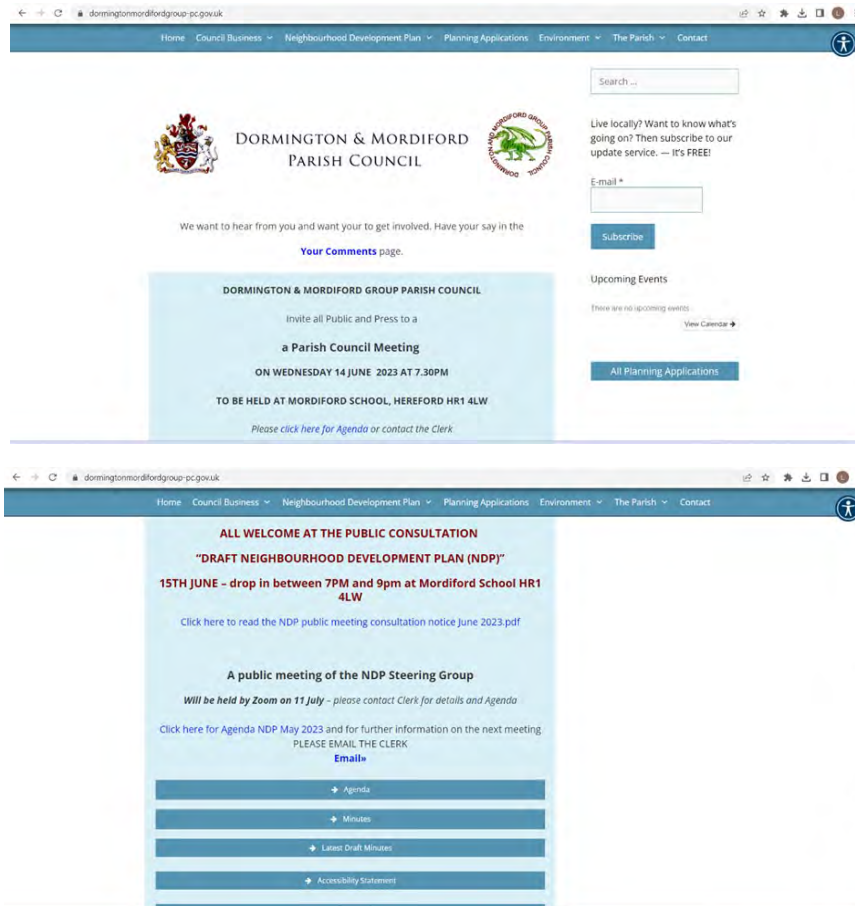 dormingtonmordifordgroup-pc.gov.uk
Home Council Business Neighbourhood Development Plan Planning Applications Environment The Parish Contact
Search ...
DORMINGTON & MORDIFORD
PARISH COUNCIL
DORMINGTON AND MORDIFORD GROUP PARISH COUNCIL
Live locally? Want to know what's
going on? Then subscribe to our
update service. — It's FREE!
E-mail *
Subscribe
Upcoming Events
There are no upcoming events
View Calendar
All Planning Applications
We want to hear from you and want your to get involved. Have your say in the
Your Comments page.
DORMINGTON & MORDIFORD GROUP PARISH COUNCIL
Invite all Public and Press to a
a Parish Council Meeting
ON WEDNESDAY 14 JUNE 2023 AT 7.30PM
TO BE HELD AT MORDIFORD SCHOOL, HEREFORD HR1 4LW
Please click here for Agenda or contact the Clerk
dormingtonmordifordgroup-pc.gov.uk
Home Council Business Neighbourhood Development Plan Planning Applications Environment The Parish Contact
ALL WELCOME AT THE PUBLIC CONSULTATION
"DRAFT NEIGHBOURHOOD DEVELOPMENT PLAN (NDP)"
15TH JUNE – drop in between 7PM and 9pm at Mordiford School HR1
4LW
Click here to read the NDP public meeting consultation notice June 2023.pdf
A public meeting of the NDP Steering Group
Will be held by Zoom on 11 July – please contact Clerk for details and Agenda
Click here for Agenda NDP May 2023 and for further information on the next meeting
PLEASE EMAIL THE CLERK
Email»
Agenda
Minutes
Latest Draft Minutes
Accessibility Statement